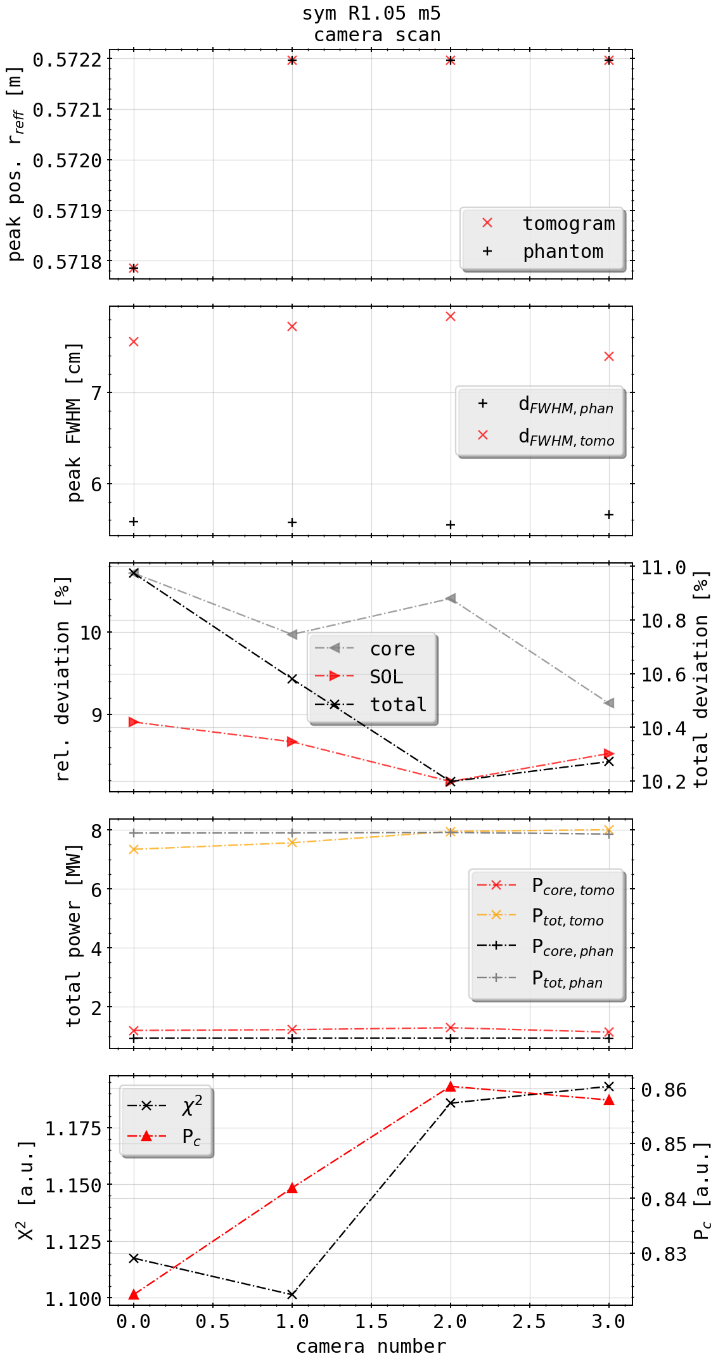 sym R1.05 m5
camera scan
peak pos. r_reff [m]
0.5722
0.5721
0.5720
0.5719
0.5718
tomogram
phantom
peak FWHM [cm]
7
6
d_FWHM,phan
d_FWHM,tomo
rel. deviation [%]
10
9
core
SOL
total
11.0
10.8
10.6
10.4
10.2
total deviation [%]
total power [MW]
8
6
4
2
P_core,tomo
P_tot,tomo
P_core,phan
P_tot,phan
X² [a.u.]
1.175
1.150
1.125
1.100
χ²
P_c
0.86
0.85
0.84
0.83
P_c [a.u.]
0.0 0.5 1.0 1.5 2.0 2.5 3.0
camera number